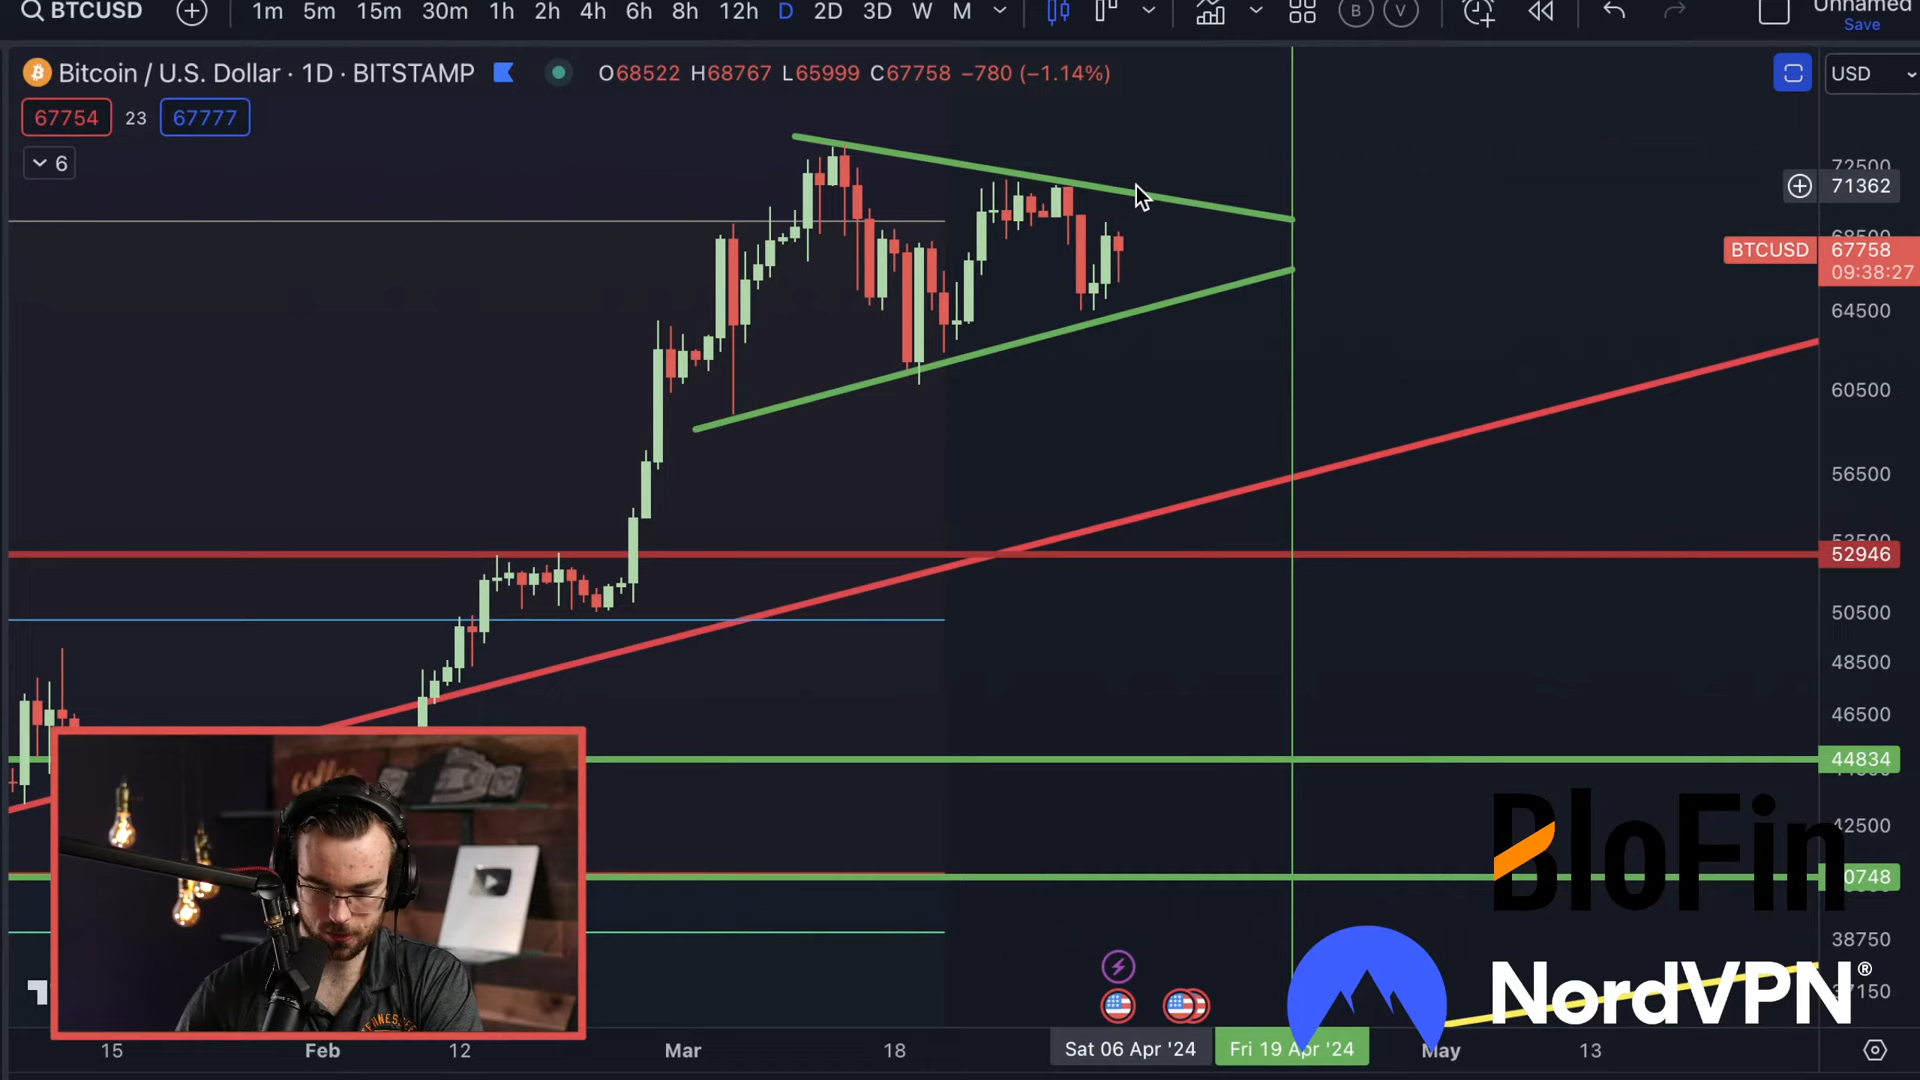 BTCUSD 1m 5m 15m 30m 1h 2h 4h 6h 8h 12h D 2D 3D W M B V Unnamed
Save
Bitcoin / U.S. Dollar · 1D · BITSTAMP O68522 H68767 L65999 C67758 −780 (−1.14%) USD
67754 23 67777
6
72500
71362
68500
BTCUSD 67758
09:38:27
64500
60500
56500
52946
50500
48500
46500
44834
42500
BloFin
0748
38750
NordVPN®
37150
coffee
15 Feb 12 Mar 18 Sat 06 Apr '24 Fri 19 Apr '24 May 13